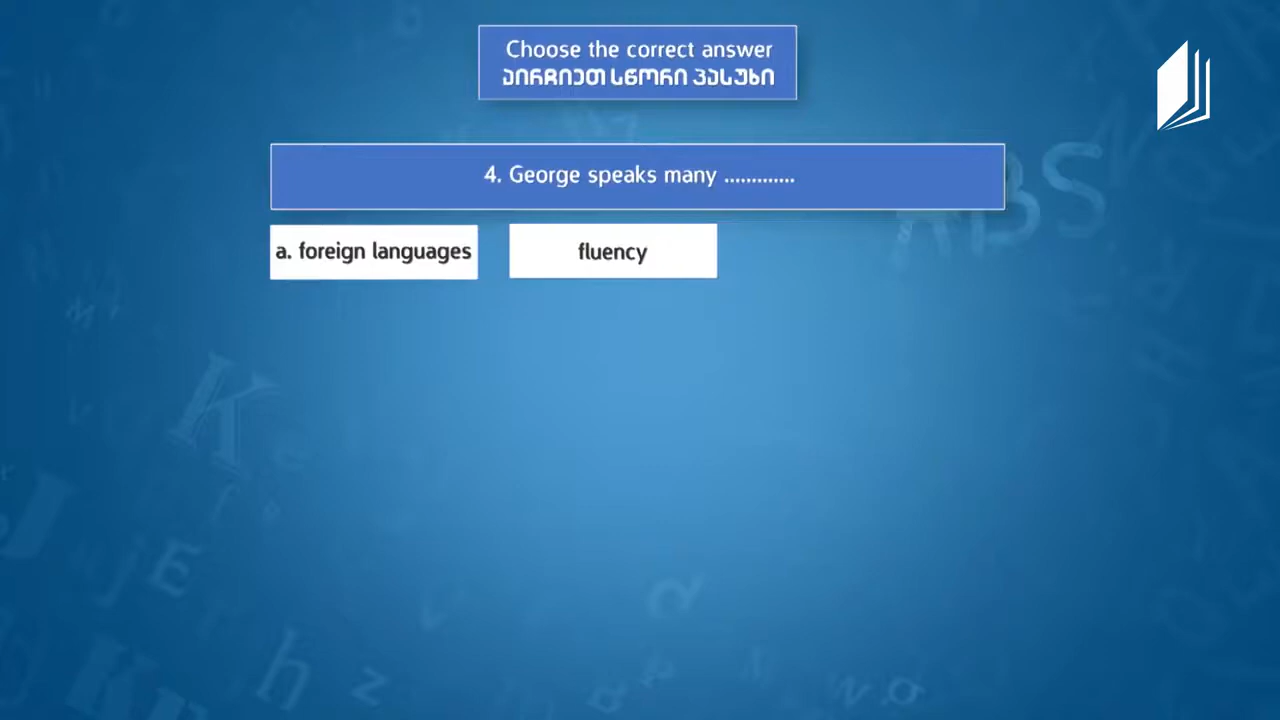 Choose the correct answer
აირჩიეთ სწორი პასუხი
4. George speaks many .............
a. foreign languages
fluency